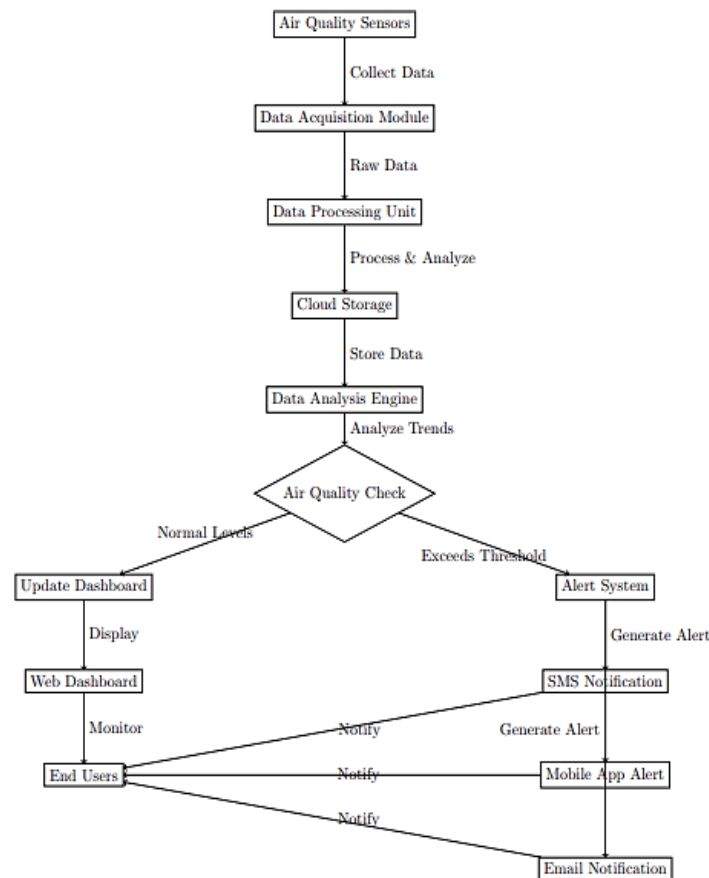 Air Quality Sensors
Collect Data
Data Acquisition Module
Raw Data
Data Processing Unit
Process & Analyze
Cloud Storage
Store Data
Data Analysis Engine
Analyze Trends
Air Quality Check
Normal Levels
Exceeds Threshold
Update Dashboard
Alert System
Display
Generate Alert
Web Dashboard
SMS Notification
Monitor
Notify
Generate Alert
End Users
Notify
Mobile App Alert
Notify
Email Notification